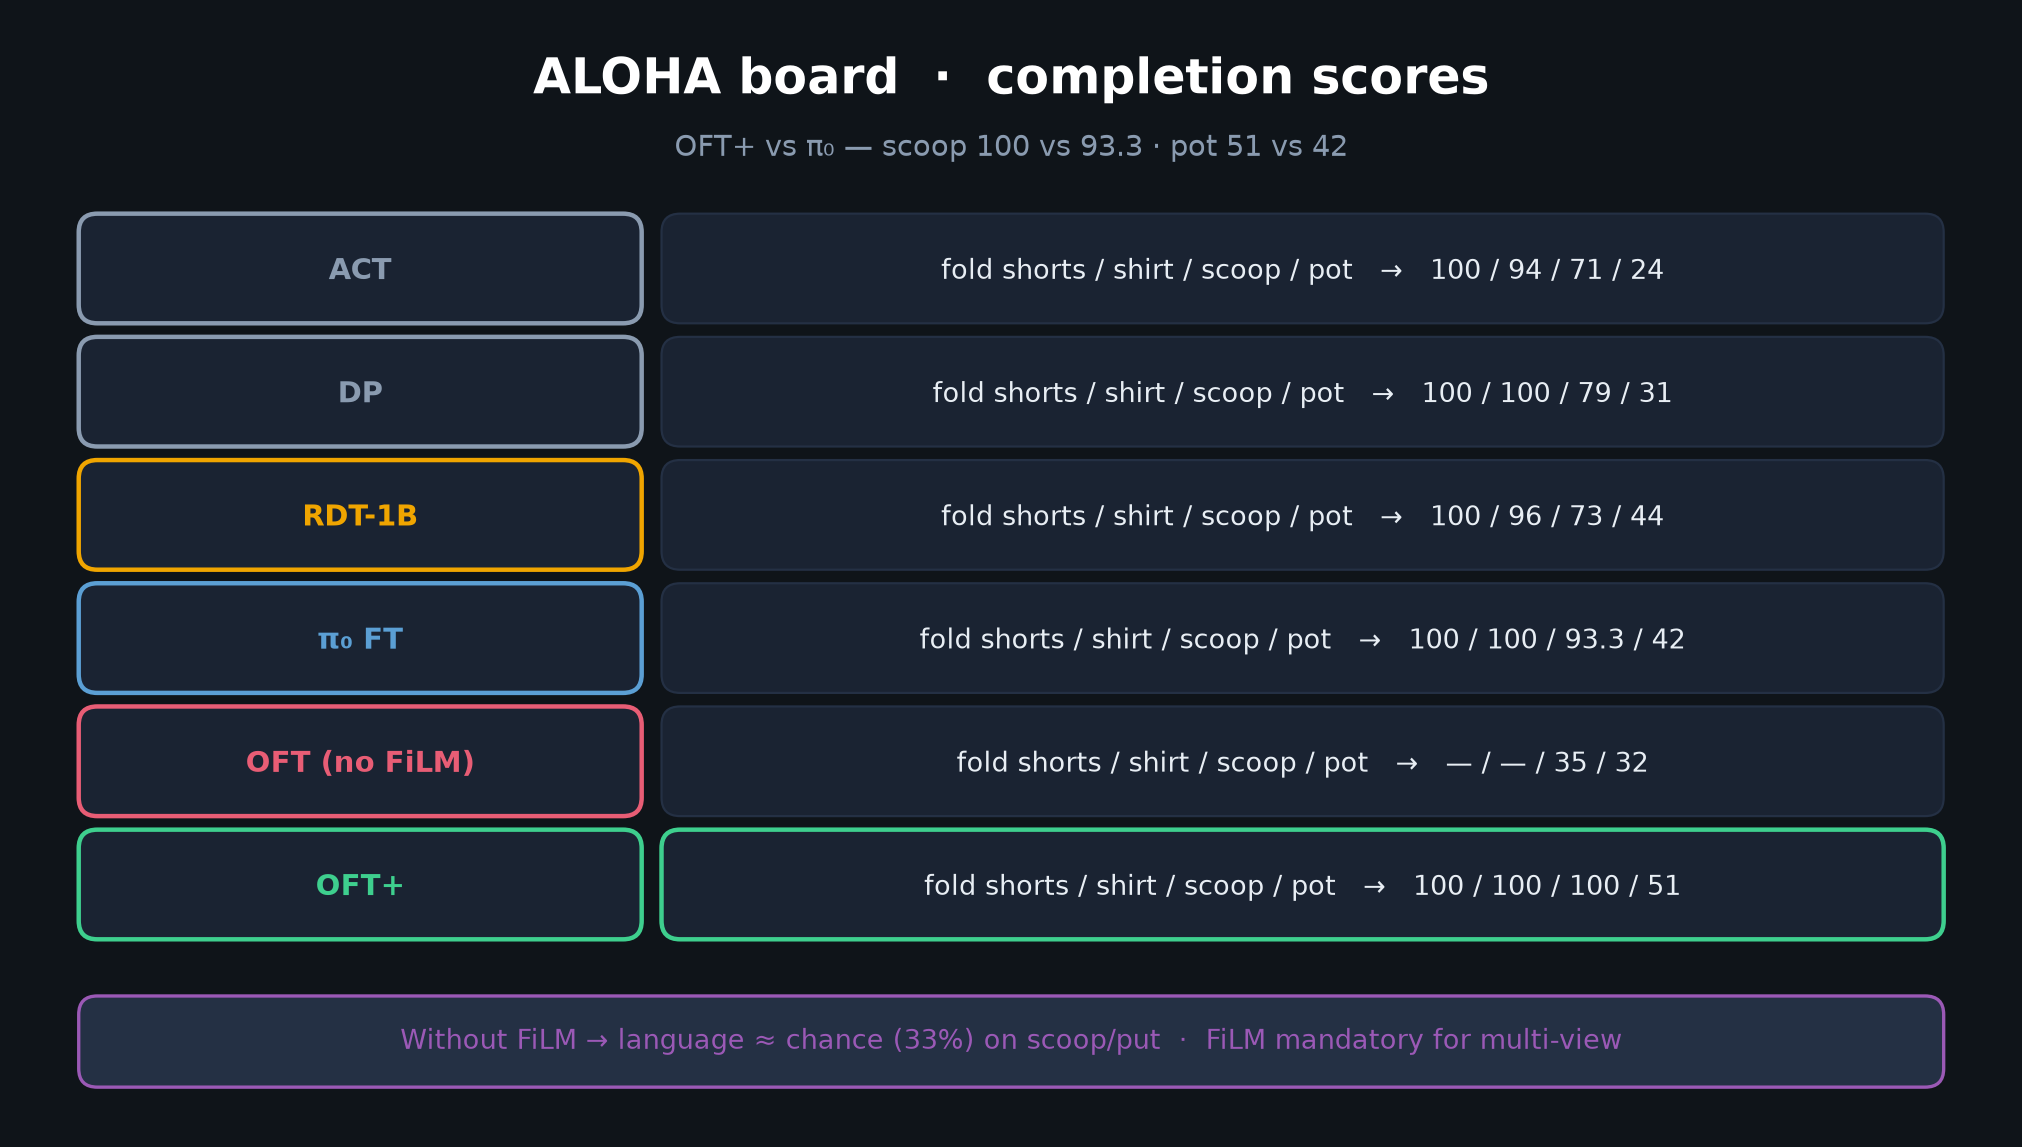 ALOHA board · completion scores
OFT+ vs π₀ — scoop 100 vs 93.3 · pot 51 vs 42
ACT
fold shorts / shirt / scoop / pot → 100 / 94 / 71 / 24
DP
fold shorts / shirt / scoop / pot → 100 / 100 / 79 / 31
RDT-1B
fold shorts / shirt / scoop / pot → 100 / 96 / 73 / 44
π₀ FT
fold shorts / shirt / scoop / pot → 100 / 100 / 93.3 / 42
OFT (no FiLM)
fold shorts / shirt / scoop / pot → — / — / 35 / 32
OFT+
fold shorts / shirt / scoop / pot → 100 / 100 / 100 / 51
Without FiLM → language ≈ chance (33%) on scoop/put · FiLM mandatory for multi-view